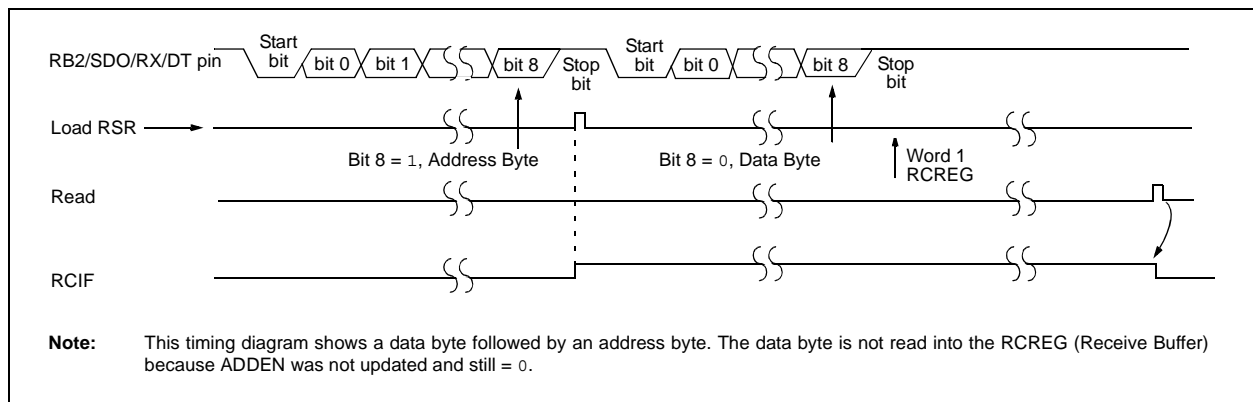 Start
bit
Start
bit
RB2/SDO/RX/DT pin
bit 0
bit 1
bit 8
Stop
bit
bit 0
bit 8
Stop
bit
Load RSR
Bit 8 = 1, Address Byte
Bit 8 = 0, Data Byte
Word 1
RCREG
Read
RCIF
Note: This timing diagram shows a data byte followed by an address byte. The data byte is not read into the RCREG (Receive Buffer)
because ADDEN was not updated and still = 0.